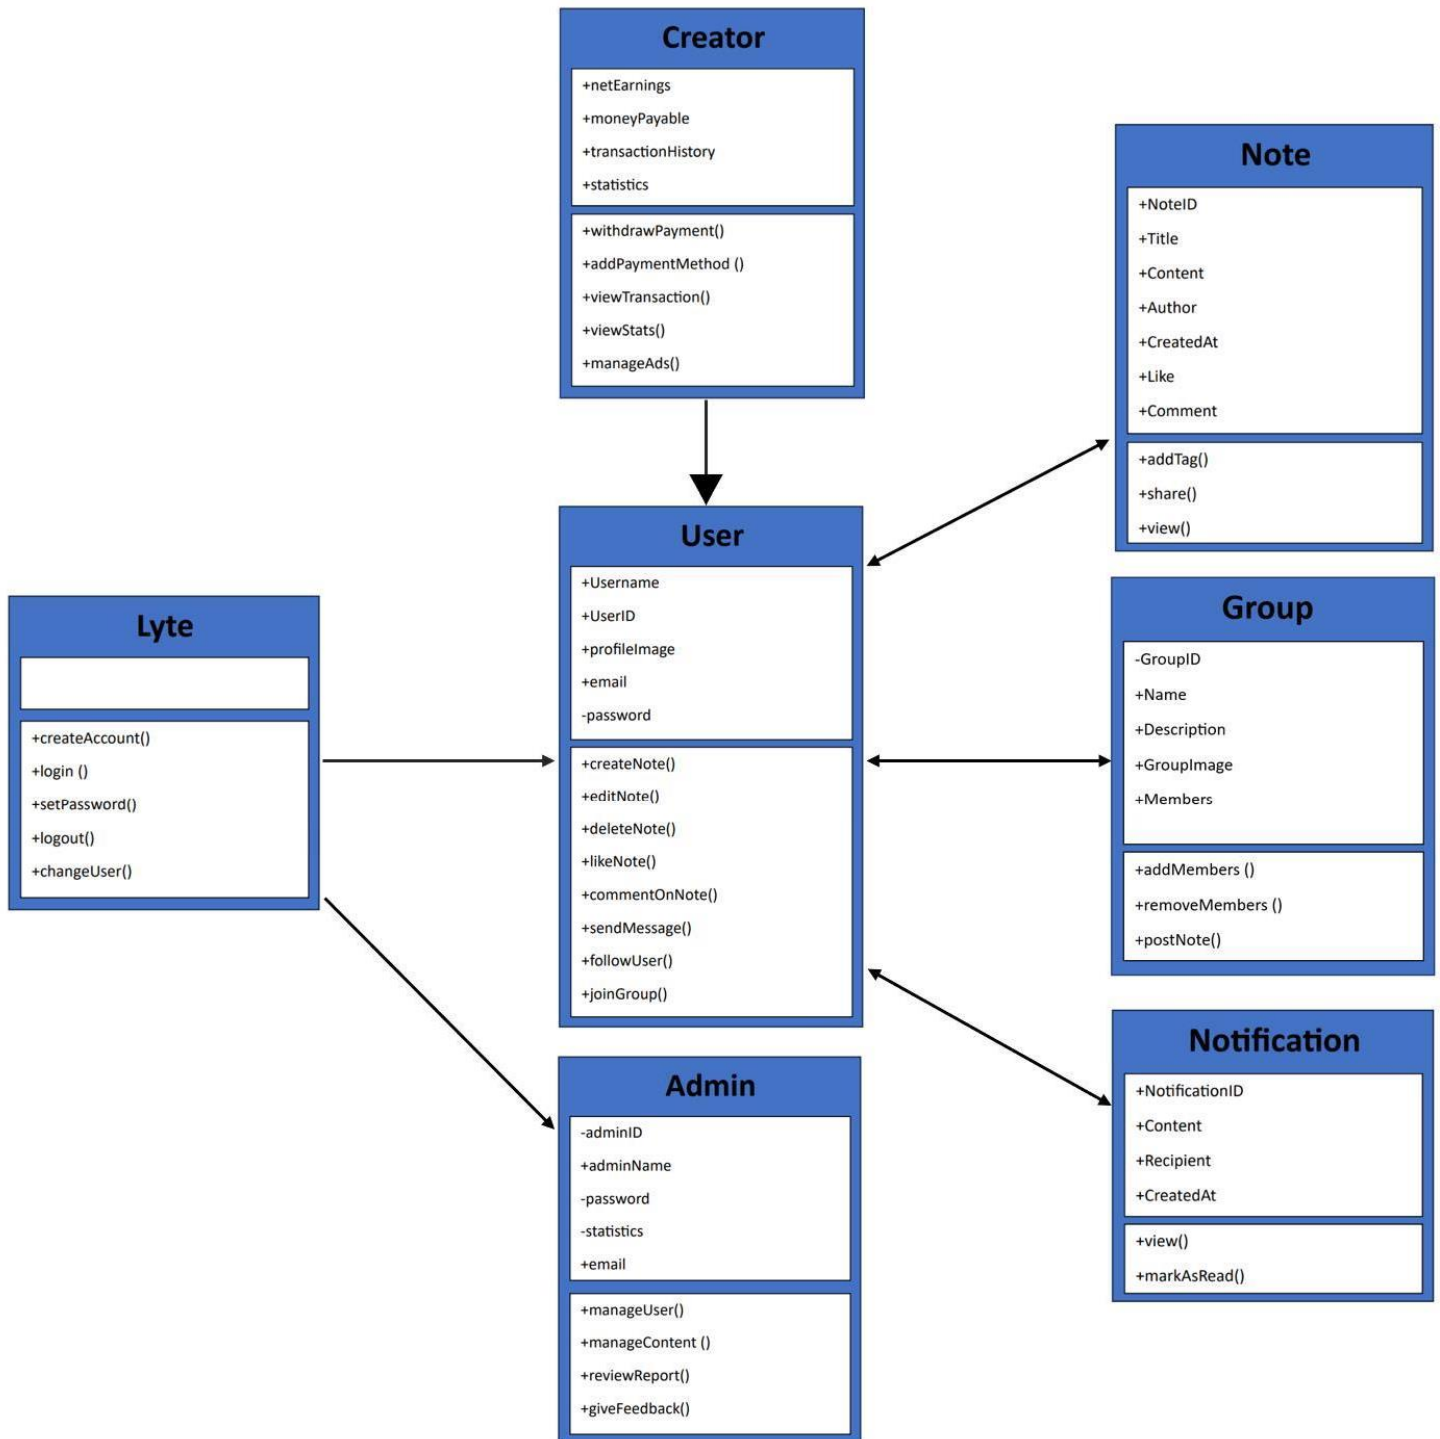 Creator
+netEarnings
+moneyPayable
+transactionHistory
+statistics
+withdrawPayment()
+addPaymentMethod ()
+viewTransaction()
+viewStats()
+manageAds()
Note
+NoteID
+Title
+Content
+Author
+CreatedAt
+Like
+Comment
+addTag()
+share()
+view()
User
+Username
+UserID
+profileImage
+email
-password
+createNote()
+editNote()
+deleteNote()
+likeNote()
+commentOnNote()
+sendMessage()
+followUser()
+joinGroup()
Lyte
+createAccount()
+login ()
+setPassword()
+logout()
+changeUser()
Group
-GroupID
+Name
+Description
+GroupImage
+Members
+addMembers ()
+removeMembers ()
+postNote()
Notification
+NotificationID
+Content
+Recipient
+CreatedAt
+view()
+markAsRead()
Admin
-adminID
+adminName
-password
-statistics
+email
+manageUser()
+manageContent ()
+reviewReport()
+giveFeedback()